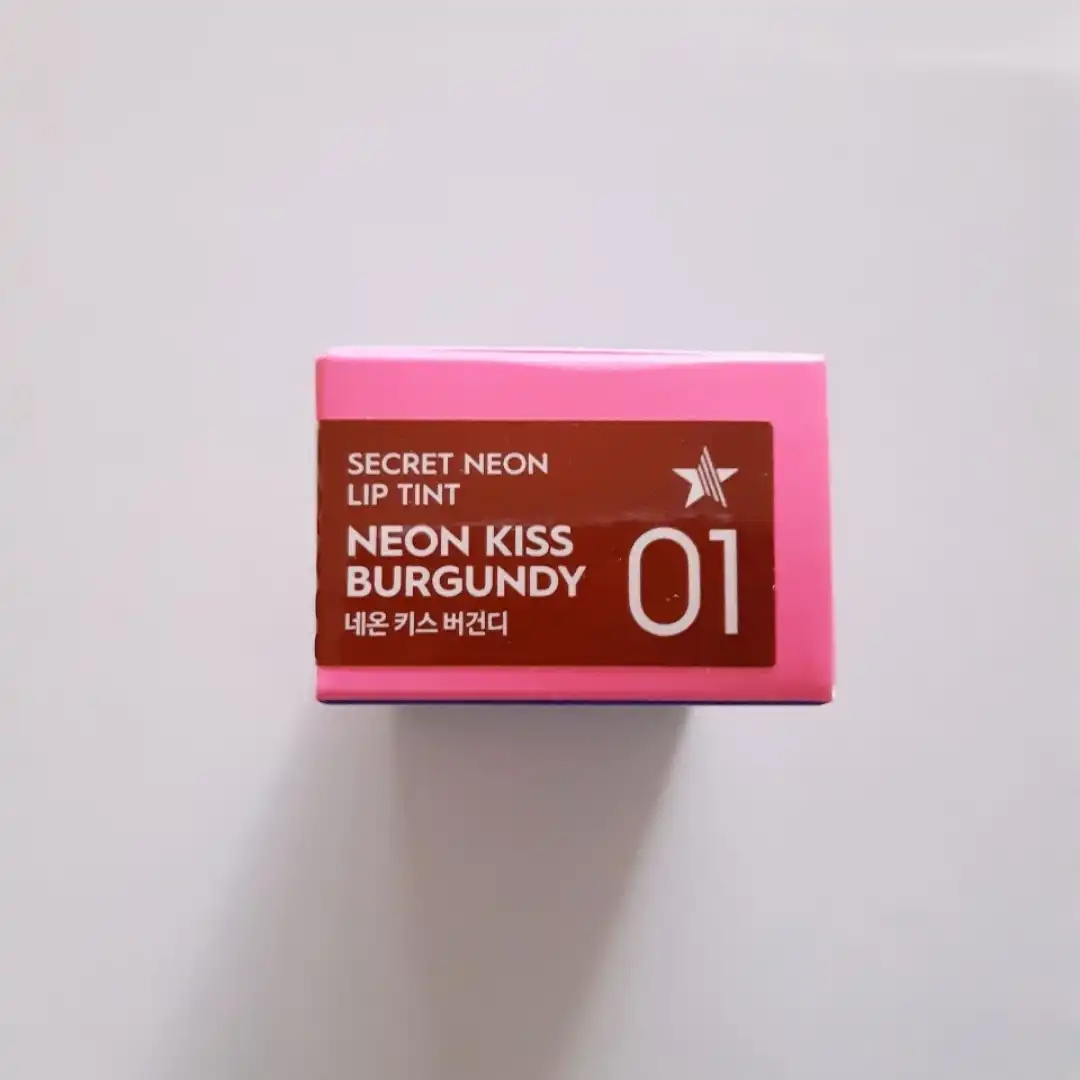 SECRET NEON
LIP TINT
NEON KISS
BURGUNDY
네온 키스 버건디
01